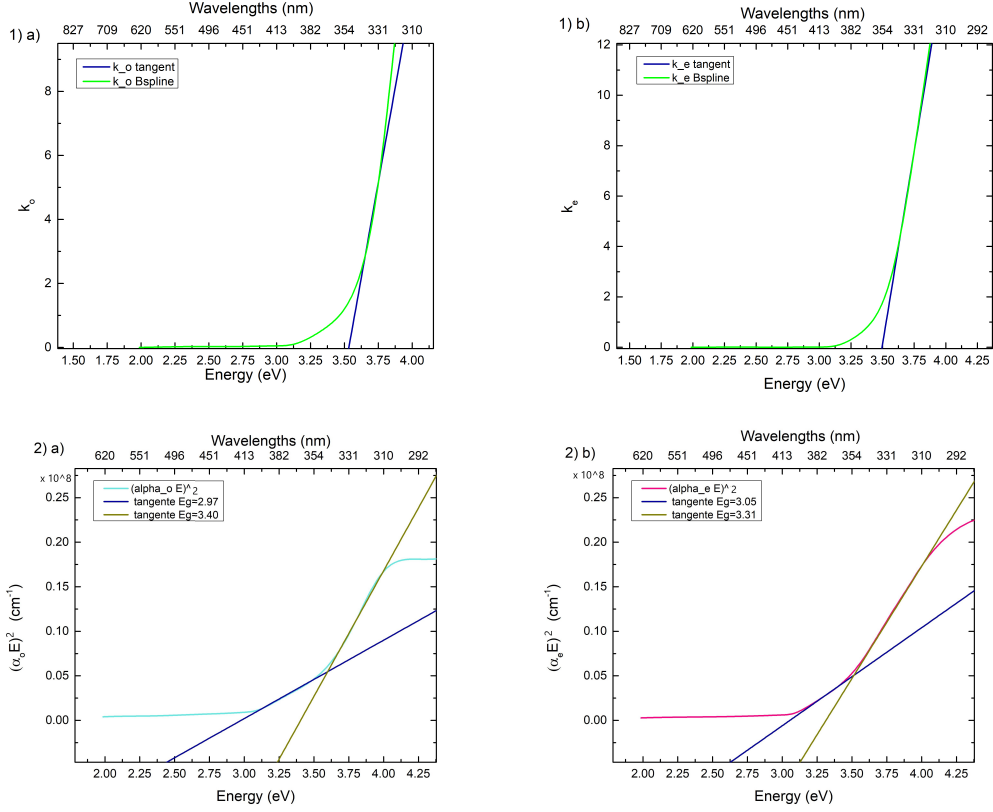 Wavelengths (nm)
827 709 620 551 496 451 413 382 354 331 310
1) a)
k_o tangent
k_o Bspline
8
6
4
2
0
k_o
1.50 1.75 2.00 2.25 2.50 2.75 3.00 3.25 3.50 3.75 4.00
Energy (eV)
Wavelengths (nm)
827 709 620 551 496 451 413 382 354 331 310 292
1) b)
k_e tangent
k_e Bspline
12
10
8
6
4
2
0
k_e
1.50 1.75 2.00 2.25 2.50 2.75 3.00 3.25 3.50 3.75 4.00 4.25
Energy (eV)
2) a)
Wavelengths (nm)
620 551 496 451 413 382 354 331 310 292
x 10^8
(alpha_o E)^2
tangente Eg=2.97
tangente Eg=3.40
0.25
0.20
0.15
0.10
0.05
0.00
(α_oE)² (cm⁻¹)
2.00 2.25 2.50 2.75 3.00 3.25 3.50 3.75 4.00 4.25
Energy (eV)
2) b)
Wavelengths (nm)
620 551 496 451 413 382 354 331 310 292
x 10^8
(alpha_e E)^2
tangente Eg=3.05
tangente Eg=3.31
0.25
0.20
0.15
0.10
0.05
0.00
(α_eE)² (cm⁻¹)
2.00 2.25 2.50 2.75 3.00 3.25 3.50 3.75 4.00 4.25
Energy (eV)